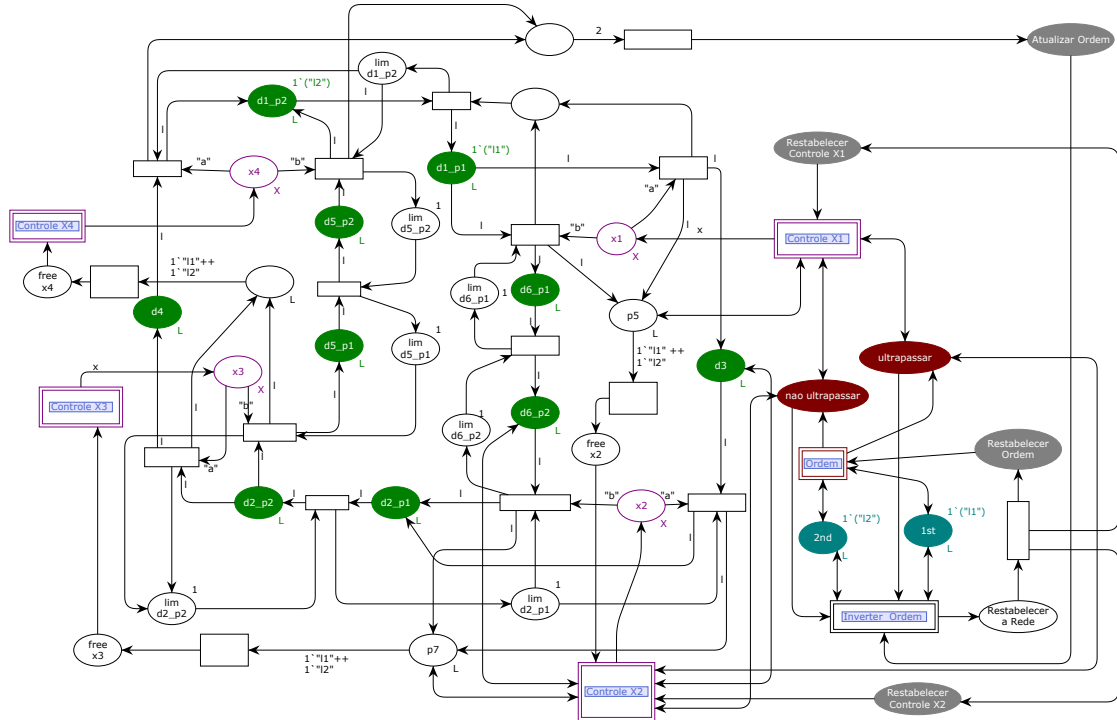 2
Atualizar Ordem
lim
d1_p2
1`("l2")
d1_p2
L
l
l
l
l
l
1`("l1")
d1_p1
L
l
l
"a"
Restabelecer
Controle X1
"a"
x4
X
"b"
l
1
lim
d5_p2
d5_p2
L
l
l
"b"
x1
X
x
Controle X1
Controle X4
l
free
x4
1`"l1"++
1`"l2"
L
l
l
lim
d6_p1
1
d6_p1
L
l
l
p5
L
d4
L
l
1
lim
d5_p1
d5_p1
L
l
l
1`"l1" ++
1`"l2"
d3
L
ultrapassar
x
x3
X
"b"
Controle X3
l
l
l
l
nao ultrapassar
lim
d6_p2
1
d6_p2
L
free
x2
Restabelecer
Ordem
Ordem
l
"a"
l
l
l
l
d2_p2
L
l
l
d2_p1
L
l
"b"
x2
X
"a"
l
1`("l2")
2nd
L
1`("l1")
1st
L
l
l
l
l
lim
d2_p2
1
lim
d2_p1
1
Inverter Ordem
Restabelecer
a Rede
free
x3
1`"l1"++
1`"l2"
p7
L
Controle X2
Restabelecer
Controle X2